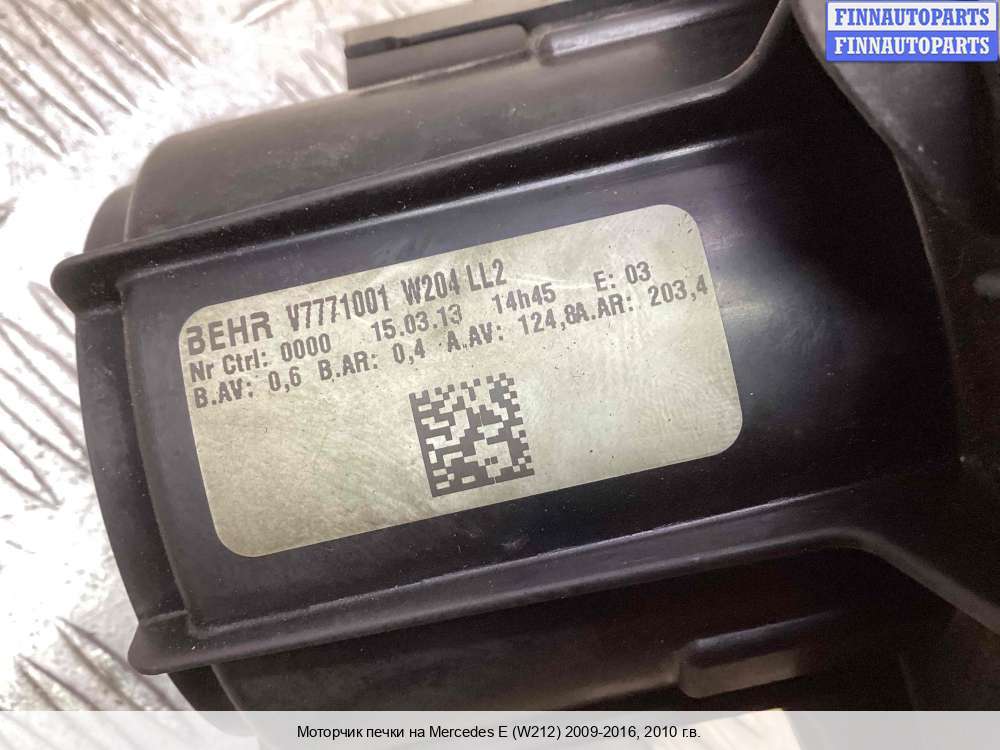 FINNAUTOPARTS
FINNAUTOPARTS
BEHR V7771001 W204 LL2
Nr Ctrl: 0000 15.03.13 14h45 E: 03
B.AV: 0,6 B.AR: 0,4 A.AV: 124,8A.AR: 203,4
Моторчик печки на Mercedes E (W212) 2009-2016, 2010 г.в.